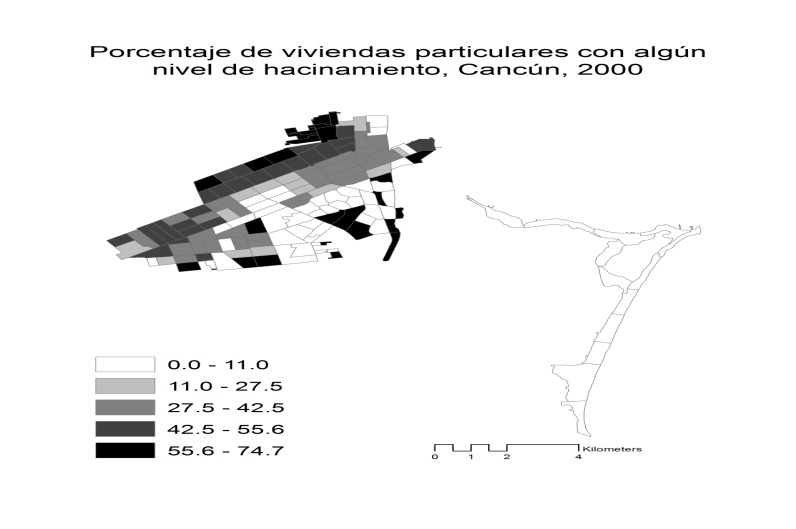 Porcentaje de viviendas particulares con algún
nivel de hacinamiento, Cancún, 2000
0.0 - 11.0
11.0 - 27.5
27.5 - 42.5
42.5 - 55.6
55.6 - 74.7
Kilometers
0 1 2 4